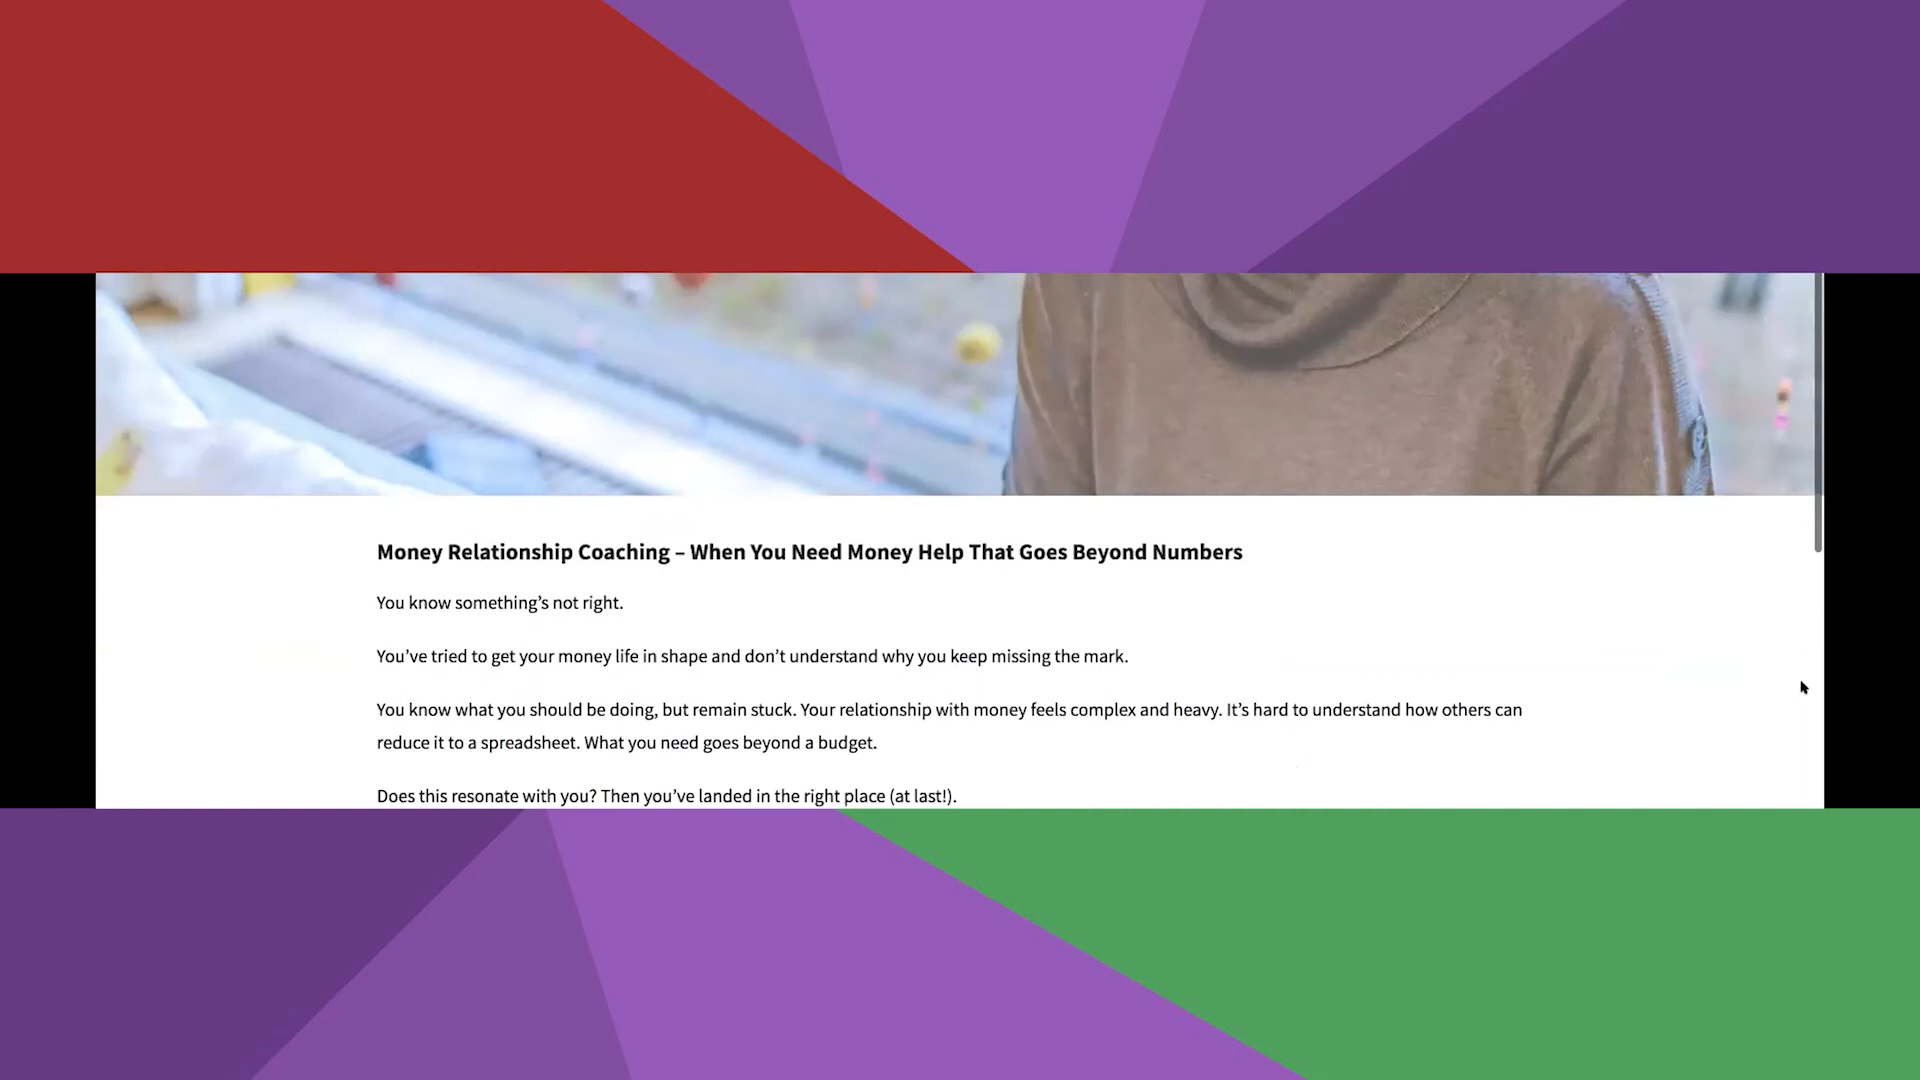 Money Relationship Coaching – When You Need Money Help That Goes Beyond Numbers
You know something’s not right.
You’ve tried to get your money life in shape and don’t understand why you keep missing the mark.
You know what you should be doing, but remain stuck. Your relationship with money feels complex and heavy. It’s hard to understand how others can
reduce it to a spreadsheet. What you need goes beyond a budget.
Does this resonate with you? Then you’ve landed in the right place (at last!).